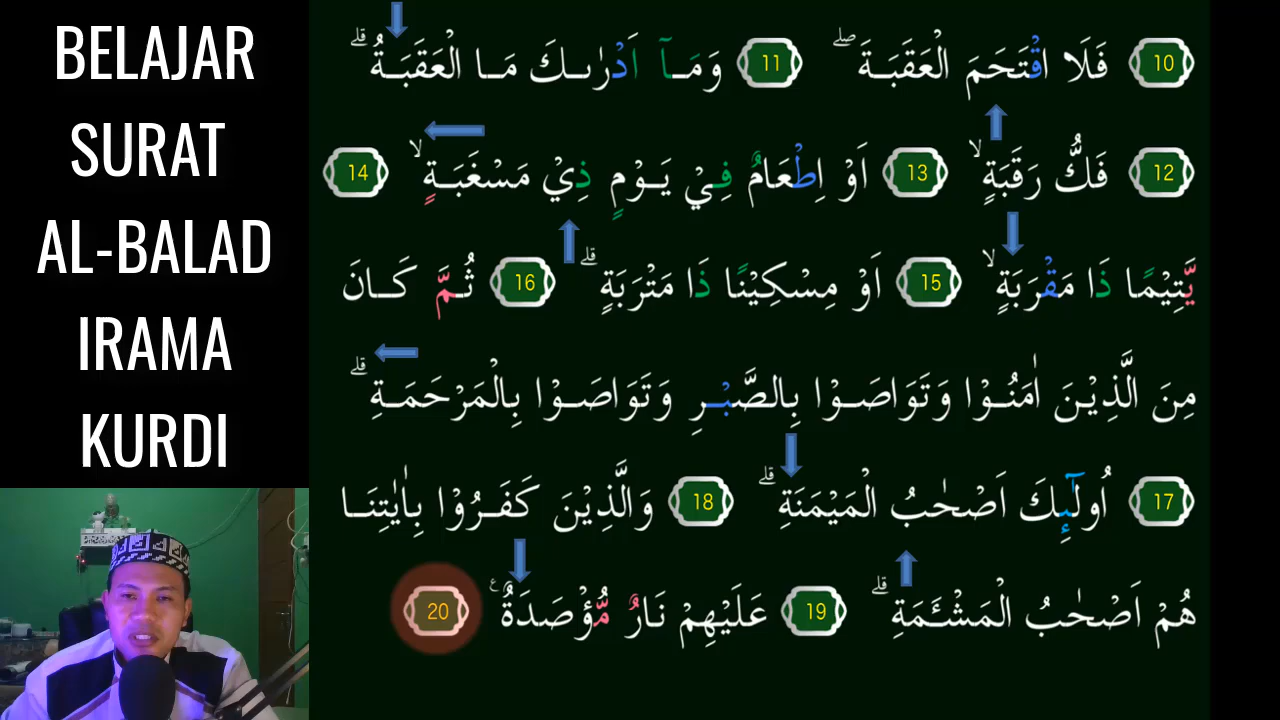 BELAJAR
SURAT
AL-BALAD
IRAMA
KURDI
10 فَلَا اقْتَحَمَ الْعَقَبَةَ ۖ 11 وَمَآ اَدْرٰىكَ مَا الْعَقَبَةُ ۗ
12 فَكُّ رَقَبَةٍ ۙ 13 اَوْ اِطْعَامٌ فِيْ يَوْمٍ ذِيْ مَسْغَبَةٍ ۙ 14
يَّتِيْمًا ذَا مَقْرَبَةٍ ۙ 15 اَوْ مِسْكِيْنًا ذَا مَتْرَبَةٍ ۗ 16 ثُمَّ كَانَ
مِنَ الَّذِيْنَ اٰمَنُوْا وَتَوَاصَوْا بِالصَّبْرِ وَتَوَاصَوْا بِالْمَرْحَمَةِ ۗ
17 اُولٰۤىِٕكَ اَصْحٰبُ الْمَيْمَنَةِ ۗ 18 وَالَّذِيْنَ كَفَرُوْا بِاٰيٰتِنَا
هُمْ اَصْحٰبُ الْمَشْـَٔمَةِ ۗ 19 عَلَيْهِمْ نَارٌ مُّؤْصَدَةٌ ࣖ 20